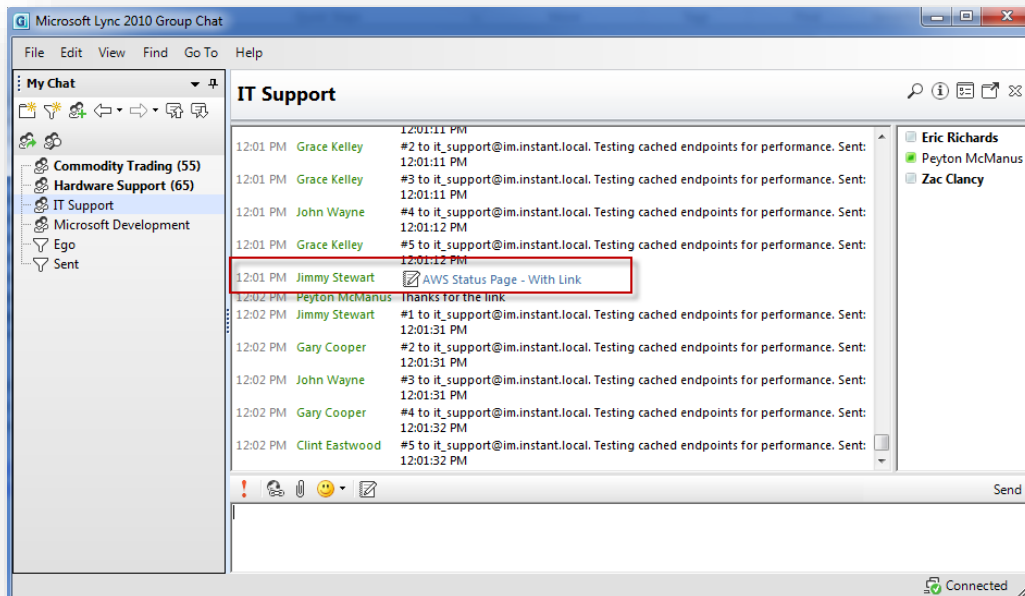 Microsoft Lync 2010 Group Chat
File Edit View Find Go To Help
My Chat
Commodity Trading (55)
Hardware Support (65)
IT Support
Microsoft Development
Ego
Sent
IT Support
12:01:11 PM
12:01 PM Grace Kelley #2 to it_support@im.instant.local. Testing cached endpoints for performance. Sent:
12:01:11 PM
12:01 PM Grace Kelley #3 to it_support@im.instant.local. Testing cached endpoints for performance. Sent:
12:01:11 PM
12:01 PM John Wayne #4 to it_support@im.instant.local. Testing cached endpoints for performance. Sent:
12:01:12 PM
12:01 PM Grace Kelley #5 to it_support@im.instant.local. Testing cached endpoints for performance. Sent:
12:01:12 PM
12:01 PM Jimmy Stewart AWS Status Page - With Link
12:02 PM Peyton McManus Thanks for the link
12:02 PM Jimmy Stewart #1 to it_support@im.instant.local. Testing cached endpoints for performance. Sent:
12:01:31 PM
12:02 PM Gary Cooper #2 to it_support@im.instant.local. Testing cached endpoints for performance. Sent:
12:01:31 PM
12:02 PM John Wayne #3 to it_support@im.instant.local. Testing cached endpoints for performance. Sent:
12:01:31 PM
12:02 PM Gary Cooper #4 to it_support@im.instant.local. Testing cached endpoints for performance. Sent:
12:01:32 PM
12:02 PM Clint Eastwood #5 to it_support@im.instant.local. Testing cached endpoints for performance. Sent:
12:01:32 PM
Eric Richards
Peyton McManus
Zac Clancy
Send
Connected